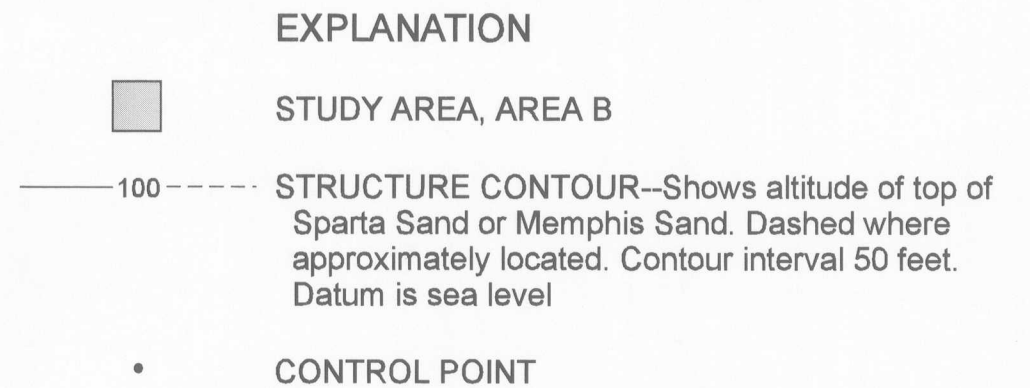 EXPLANATION
STUDY AREA, AREA B
100 STRUCTURE CONTOUR--Shows altitude of top of
Sparta Sand or Memphis Sand. Dashed where
approximately located. Contour interval 50 feet.
Datum is sea level
CONTROL POINT